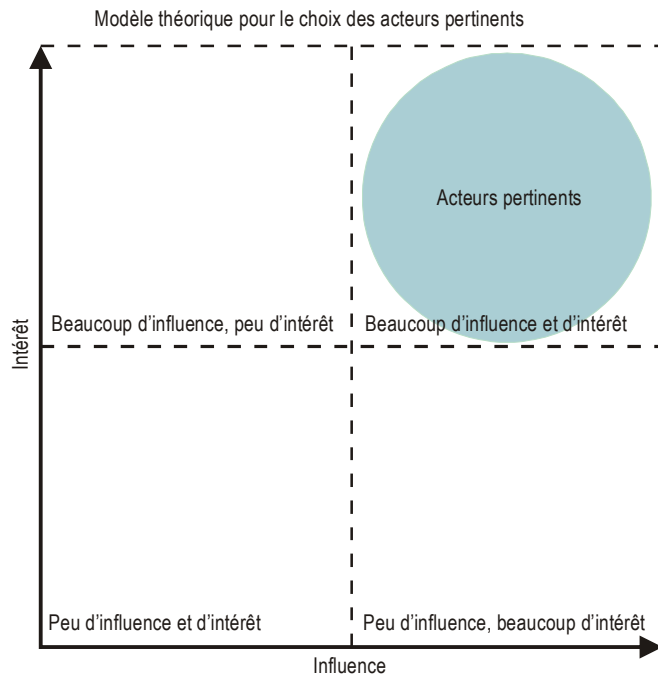 Modèle théorique pour le choix des acteurs pertinents
Acteurs pertinents
Beaucoup d’influence, peu d’intérêt
Beaucoup d’influence et d’intérêt
Intérêt
Peu d’influence et d’intérêt
Peu d’influence, beaucoup d’intérêt
Influence